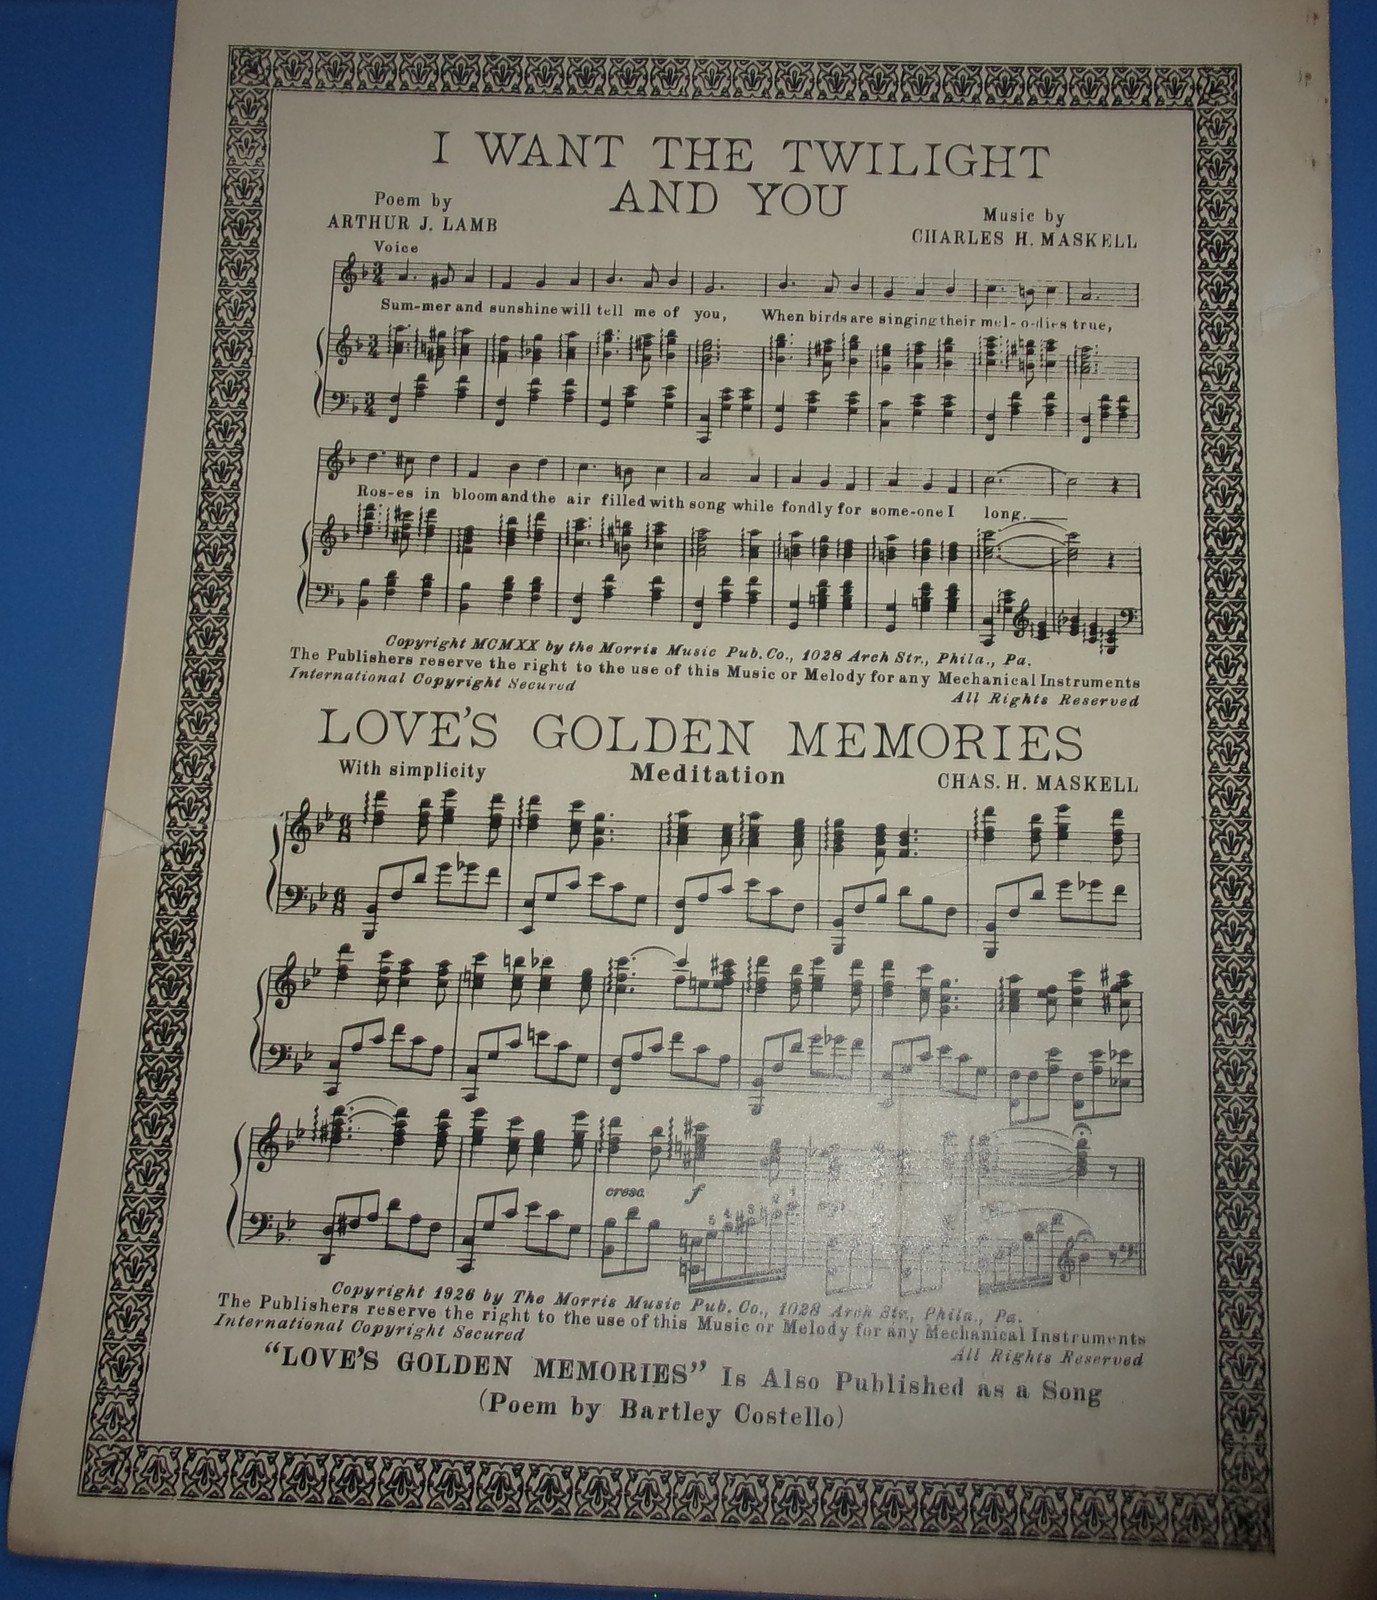 I WANT THE TWILIGHT
AND YOU
Poem by
ARTHUR J. LAMB
Music by
CHARLES H. MASKELL
Voice
Sum-mer and sunshine will tell me of you, When birds are singing their mel-o-dies true,
Ros-es in bloom and the air filled with song while fondly for some-one I long.
Copyright MCMXX by the Morris Music Pub. Co., 1028 Arch Str., Phila., Pa.
The Publishers reserve the right to the use of this Music or Melody for any Mechanical Instruments
International Copyright Secured
All Rights Reserved
LOVE'S GOLDEN MEMORIES
With simplicity Meditation CHAS. H. MASKELL
cresc. f
Copyright 1926 by The Morris Music Pub. Co., 1028 Arch Str., Phila., Pa.
The Publishers reserve the right to the use of this Music or Melody for any Mechanical Instruments
International Copyright Secured
All Rights Reserved
"LOVE'S GOLDEN MEMORIES" Is Also Published as a Song
(Poem by Bartley Costello)